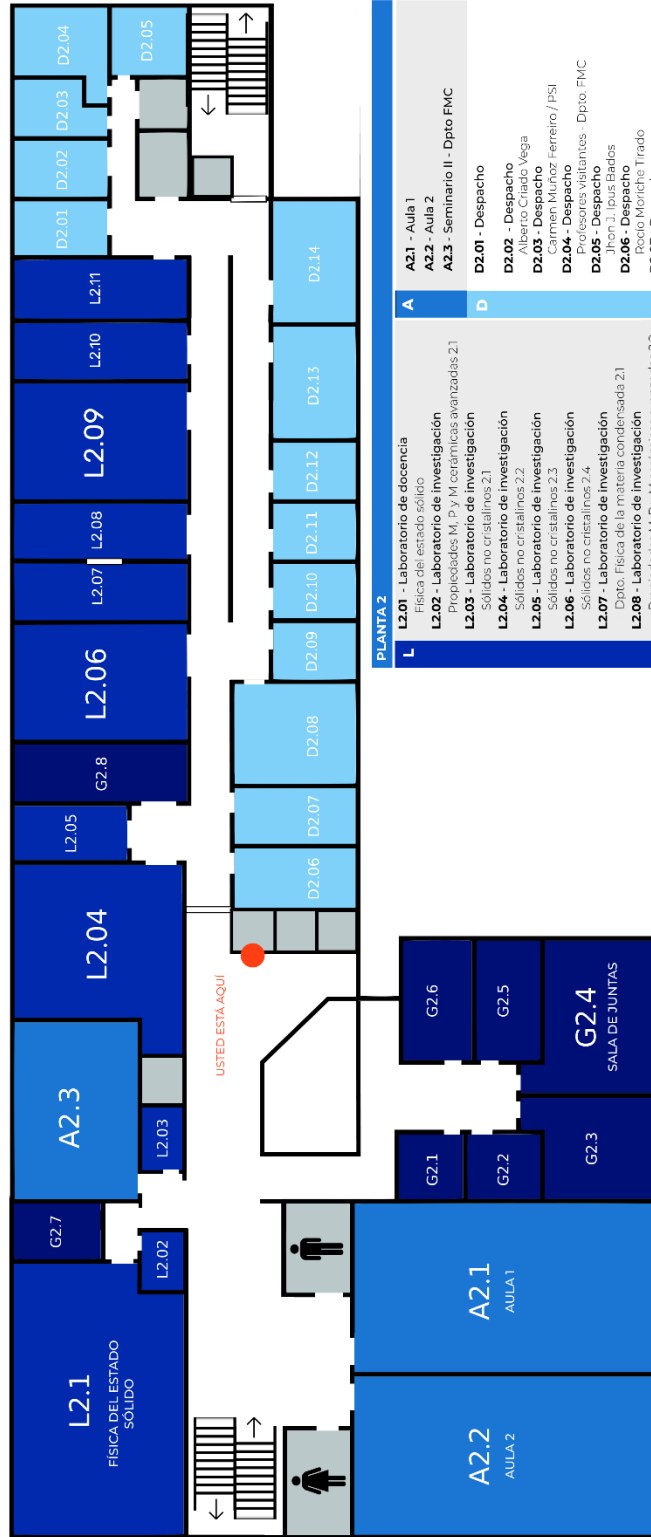 L2.1
FÍSICA DEL ESTADO
SÓLIDO
G2.7
L2.02
A2.3
L2.03
L2.04
L2.05
G2.8
L2.06
L2.07
L2.08
L2.09
L2.10
L2.11
D2.01
D2.02
D2.03
D2.04
D2.05
USTED ESTÁ AQUÍ
D2.06
D2.07
D2.08
D2.09
D2.10
D2.11
D2.12
D2.13
D2.14
A2.2
AULA 2
A2.1
AULA 1
G2.1
G2.2
G2.3
G2.4
SALA DE JUNTAS
G2.5
G2.6
PLANTA 2
L
L2.01 - Laboratorio de docencia
Física del estado sólido
L2.02 - Laboratorio de investigación
Propiedades M, P y M cerámicas avanzadas 2.1
L2.03 - Laboratorio de investigación
Sólidos no cristalinos 2.1
L2.04 - Laboratorio de investigación
Sólidos no cristalinos 2.2
L2.05 - Laboratorio de investigación
Sólidos no cristalinos 2.3
L2.06 - Laboratorio de investigación
Sólidos no cristalinos 2.4
L2.07 - Laboratorio de investigación
Dpto. Física de la materia condensada 2.1
L2.08 - Laboratorio de investigación
A
A2.1 - Aula 1
A2.2 - Aula 2
A2.3 - Seminario II - Dpto FMC
D
D2.01 - Despacho
D2.02 - Despacho
Alberto Criado Vega
D2.03 - Despacho
Carmen Muñoz Ferreiro / PSI
D2.04 - Despacho
Profesores visitantes - Dpto. FMC
D2.05 - Despacho
Jhon J. Ipus Bados
D2.06 - Despacho
Rocío Moriche Tirado